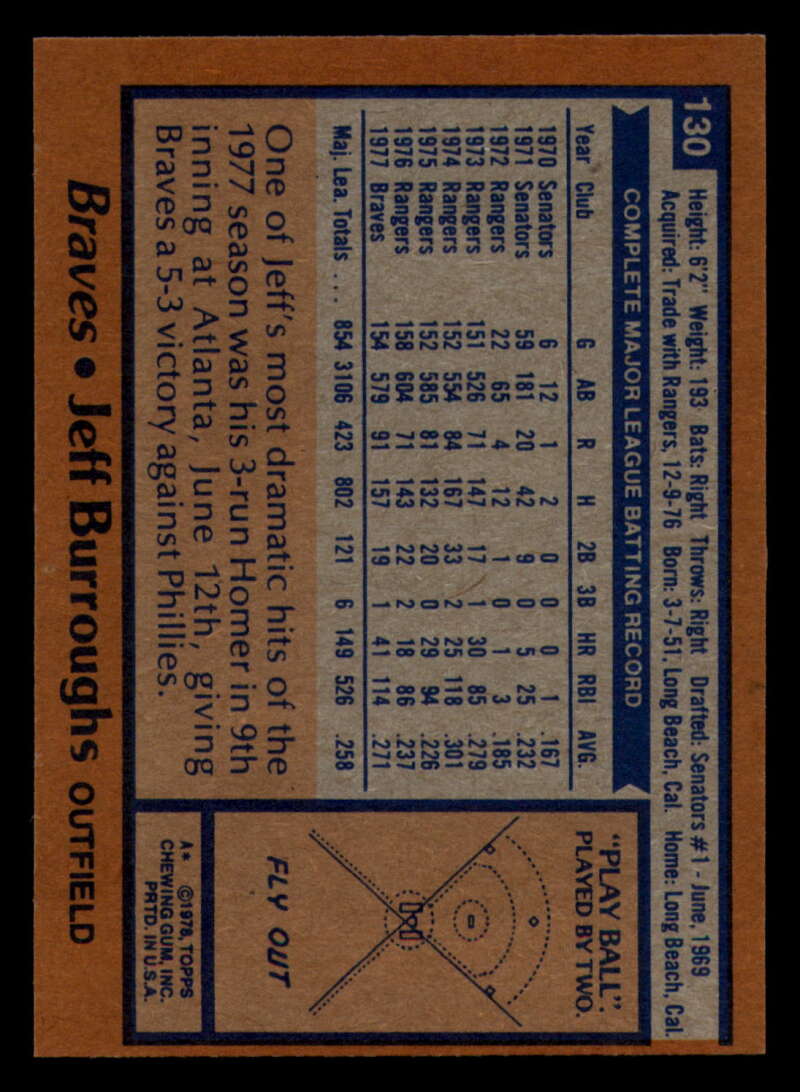 130
Height: 6'2" Weight: 193 Bats: Right Throws: Right Drafted: Senators #1 - June, 1969
Acquired: Trade with Rangers, 12-9-76 Born: 3-7-51, Long Beach, Cal. Home: Long Beach, Cal.
COMPLETE MAJOR LEAGUE BATTING RECORD
Year Club G AB R H 2B 3B HR RBI AVG.
1970 Senators 6 12 1 2 0 0 0 1 .167
1971 Senators 59 181 20 42 9 0 5 25 .232
1972 Rangers 22 65 4 12 1 0 1 3 .185
1973 Rangers 151 526 71 147 17 1 30 85 .279
1974 Rangers 152 554 84 167 33 2 25 118 .301
1975 Rangers 152 585 81 132 20 0 29 94 .226
1976 Rangers 158 604 71 143 22 2 18 86 .237
1977 Braves 154 579 91 157 19 1 41 114 .271
Maj. Lea. Totals ... 854 3106 423 802 121 6 149 526 .258
One of Jeff's most dramatic hits of the
1977 season was his 3-run Homer in 9th
inning at Atlanta, June 12th, giving
Braves a 5-3 victory against Phillies.
"PLAY BALL":
PLAYED BY TWO.
FLY OUT
A* ©1978, TOPPS
CHEWING GUM, INC.
PRTD. IN U.S.A.
Braves • Jeff Burroughs OUTFIELD